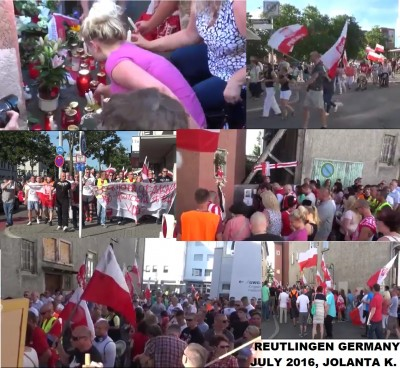 REUTLINGEN GERMANY
JULY 2016, JOLANTA K.